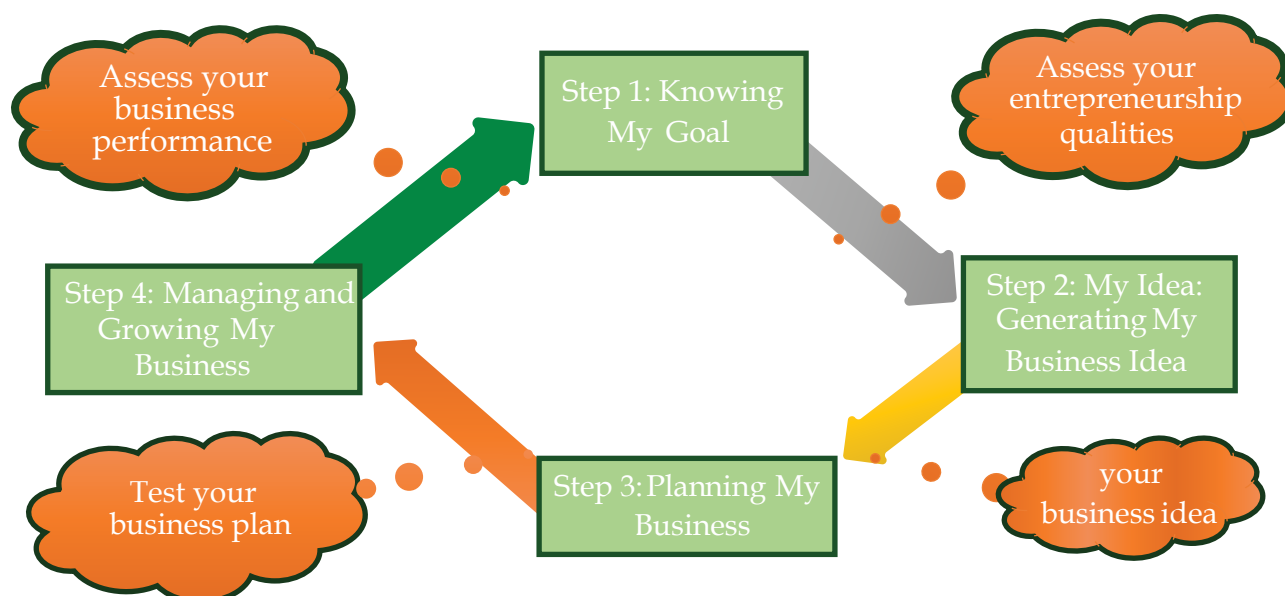 Assess your
business
performance
Step 1: Knowing
My Goal
Assess your
entrepreneurship
qualities
Step 4: Managing and
Growing My
Business
Step 2: My Idea:
Generating My
Business Idea
Test your
business plan
Step 3: Planning My
Business
your
business idea